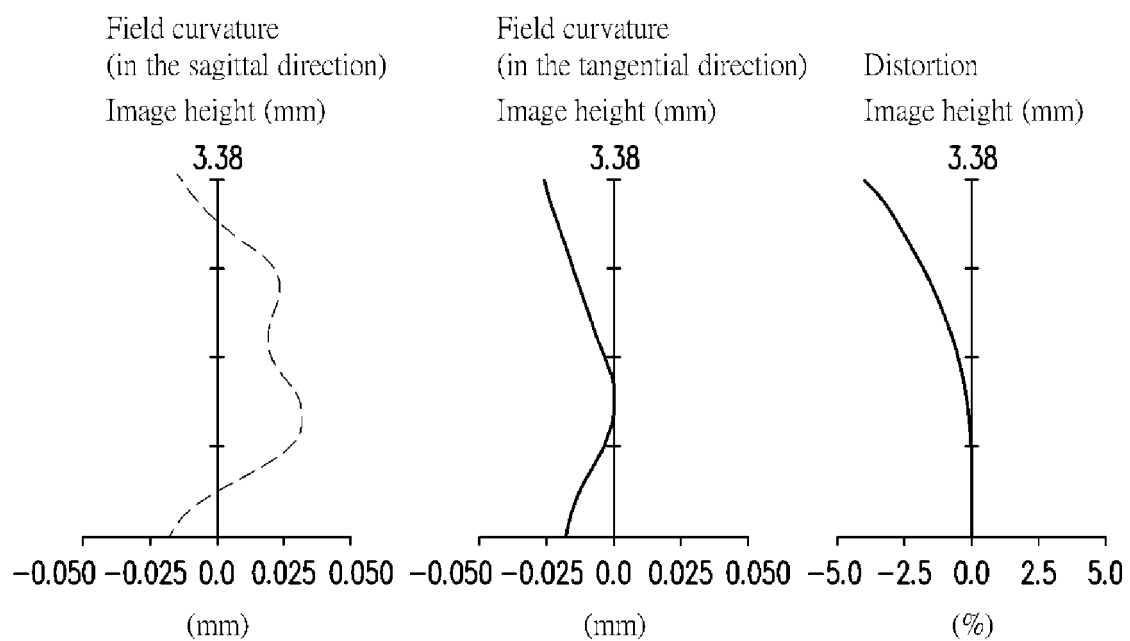 Field curvature
(in the sagittal direction)
Image height (mm)
3.38
−0.050 −0.025 0.0 0.025 0.050
(mm)
Field curvature
(in the tangential direction)
Image height (mm)
3.38
−0.050 −0.025 0.0 0.025 0.050
(mm)
Distortion
Image height (mm)
3.38
−5.0 −2.5 0.0 2.5 5.0
(%)